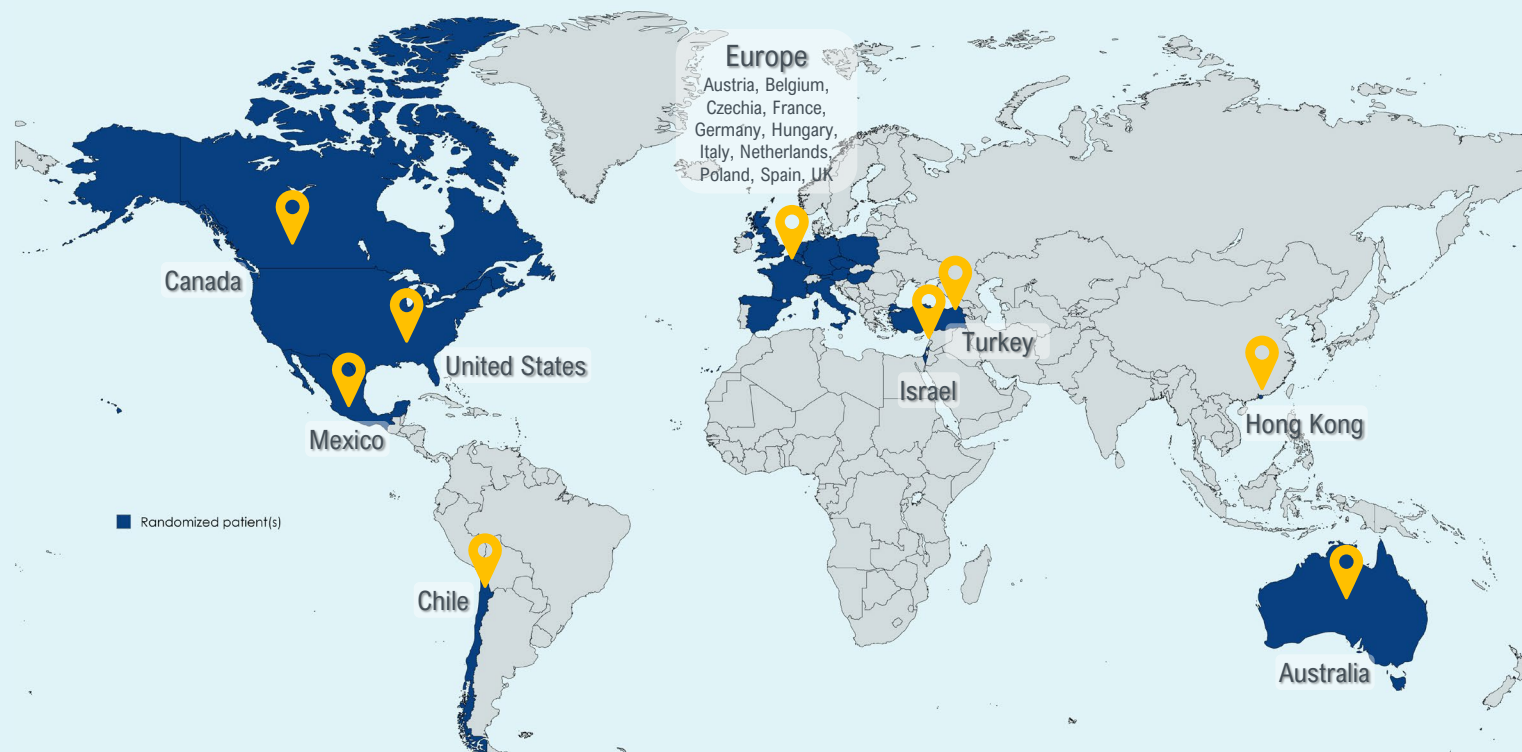 Europe
Austria, Belgium,
Czechia, France,
Germany, Hungary,
Italy, Netherlands,
Poland, Spain, UK
Canada
United States
Turkey
Israel
Mexico
Hong Kong
Randomized patient(s)
Chile
Australia